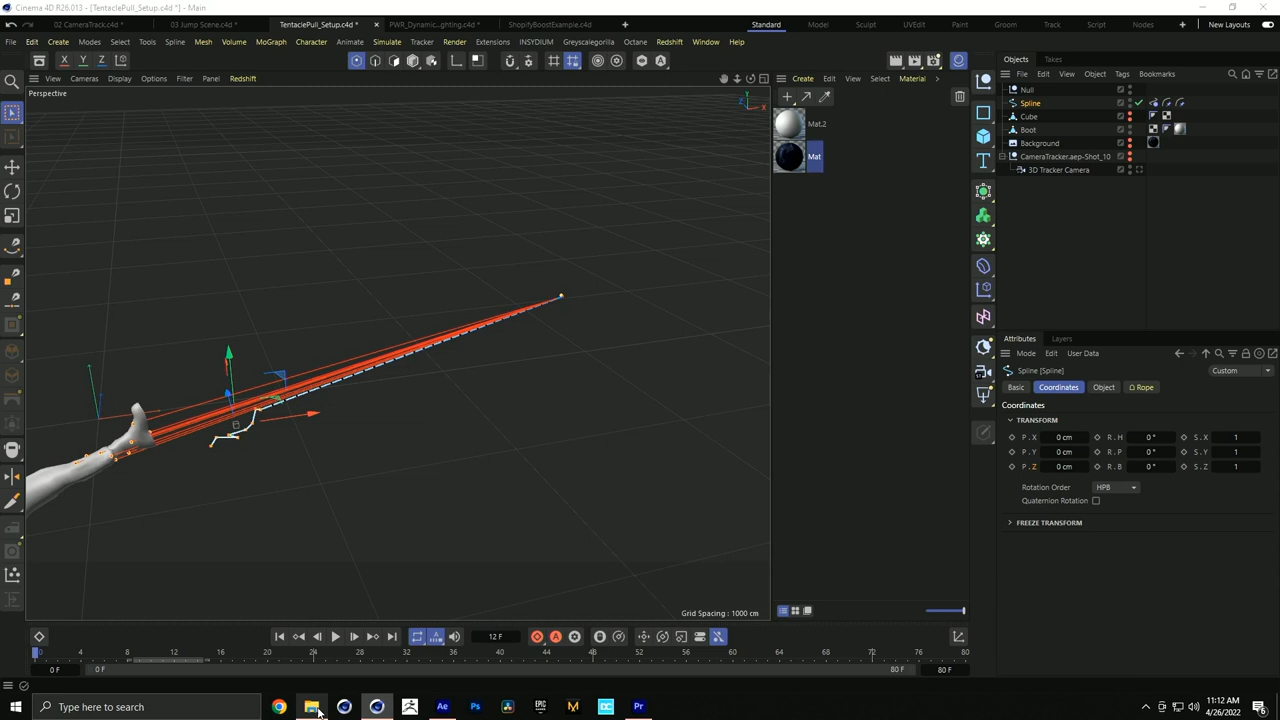 Cinema 4D R26.013 - [TentaclePull_Setup.c4d *] - Main
02 CameraTrack.c4d *
03 Jump Scene.c4d *
TentaclePull_Setup.c4d *
PWR_Dynamic...ghting.c4d *
ShopifyBoostExample.c4d *
Standard
Model
Sculpt
UVEdit
Paint
Groom
Track
Script
Nodes
New Layouts
File Edit Create Modes Select Tools Spline Mesh Volume MoGraph Character Animate Simulate Tracker Render Extensions INSYDIUM Greyscalegorilla Octane Redshift Window Help
X Y Z
View Cameras Display Options Filter Panel Redshift
Perspective
Y
Z
X
Grid Spacing : 1000 cm
Create Edit View Select Material
Mat.2
Mat
Objects Takes
File Edit View Object Tags Bookmarks
Null
Spline
Cube
Boot
Background
CameraTracker.aep-Shot_10
3D Tracker Camera
Attributes Layers
Mode Edit User Data
Spline [Spline]
Custom
Basic Coordinates Object Rope
Coordinates
TRANSFORM
P . X 0 cm R . H 0 ° S . X 1
P . Y 0 cm R . P 0 ° S . Y 1
P . Z 0 cm R . B 0 ° S . Z 1
Rotation Order HPB
Quaternion Rotation
FREEZE TRANSFORM
12 F
0 4 8 12 16 20 24 28 32 36 40 44 48 52 56 60 64 68 72 76 80
0 F 0 F 80 F 80 F
Type here to search
Ae Ps Pr
11:12 AM
4/26/2022